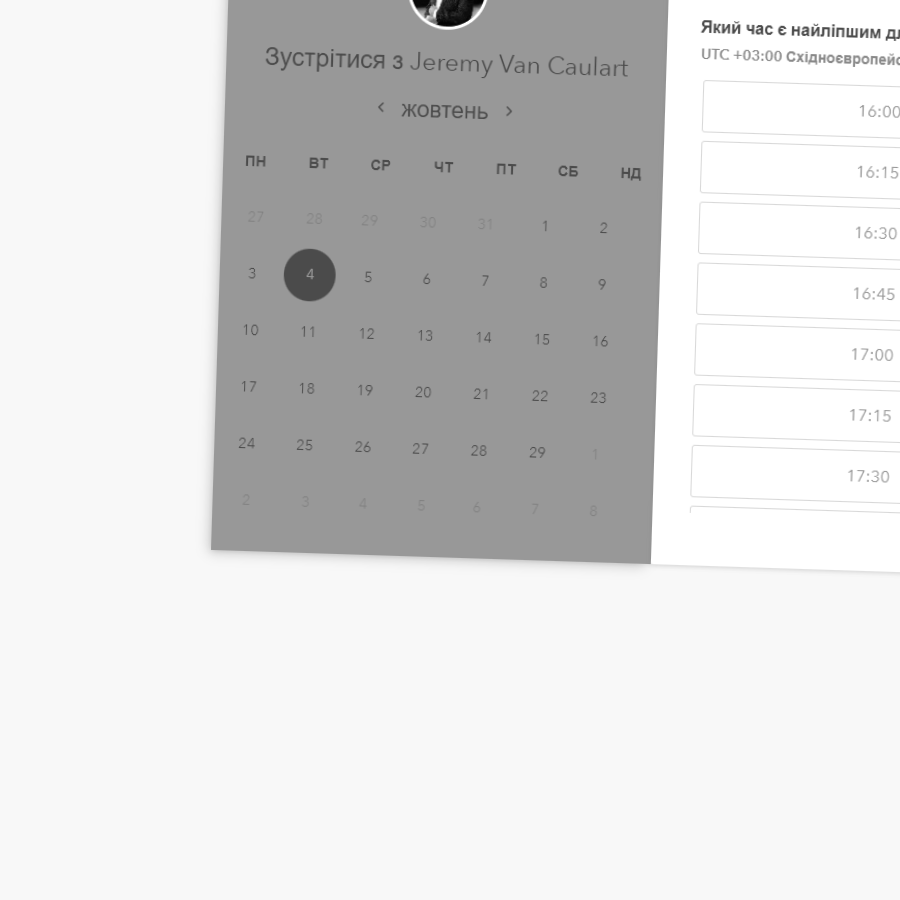 Зустрітися з Jeremy Van Caulart
жовтень
ПН ВТ СР ЧТ ПТ СБ НД
27 28 29 30 31 1 2
3 4 5 6 7 8 9
10 11 12 13 14 15 16
17 18 19 20 21 22 23
24 25 26 27 28 29 1
2 3 4 5 6 7 8
Який час є найліпшим
UTC +03:00
16:00
16:15
16:30
16:45
17:00
17:15
17:30